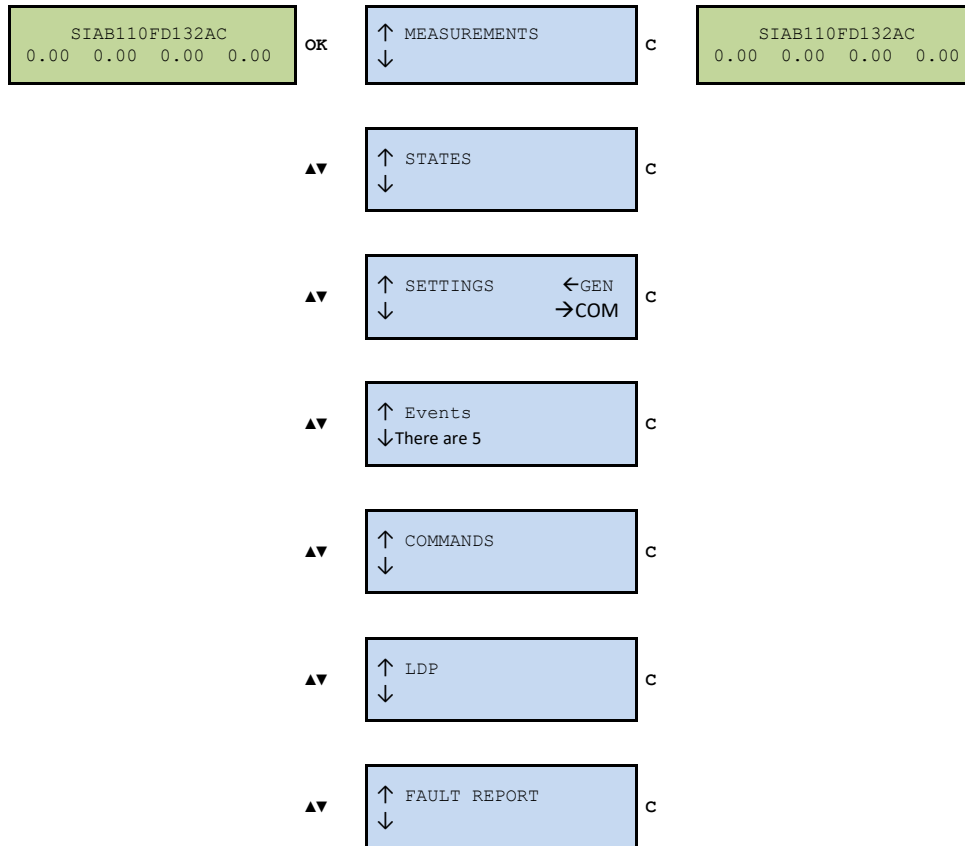 SIAB110FD132AC
0.00 0.00 0.00 0.00
OK
↑ MEASUREMENTS
↓
C
SIAB110FD132AC
0.00 0.00 0.00 0.00
▲▼
↑ STATES
↓
C
▲▼
↑ SETTINGS ←GEN
↓ →COM
C
▲▼
↑ Events
↓There are 5
C
▲▼
↑ COMMANDS
↓
C
▲▼
↑ LDP
↓
C
▲▼
↑ FAULT REPORT
↓
C